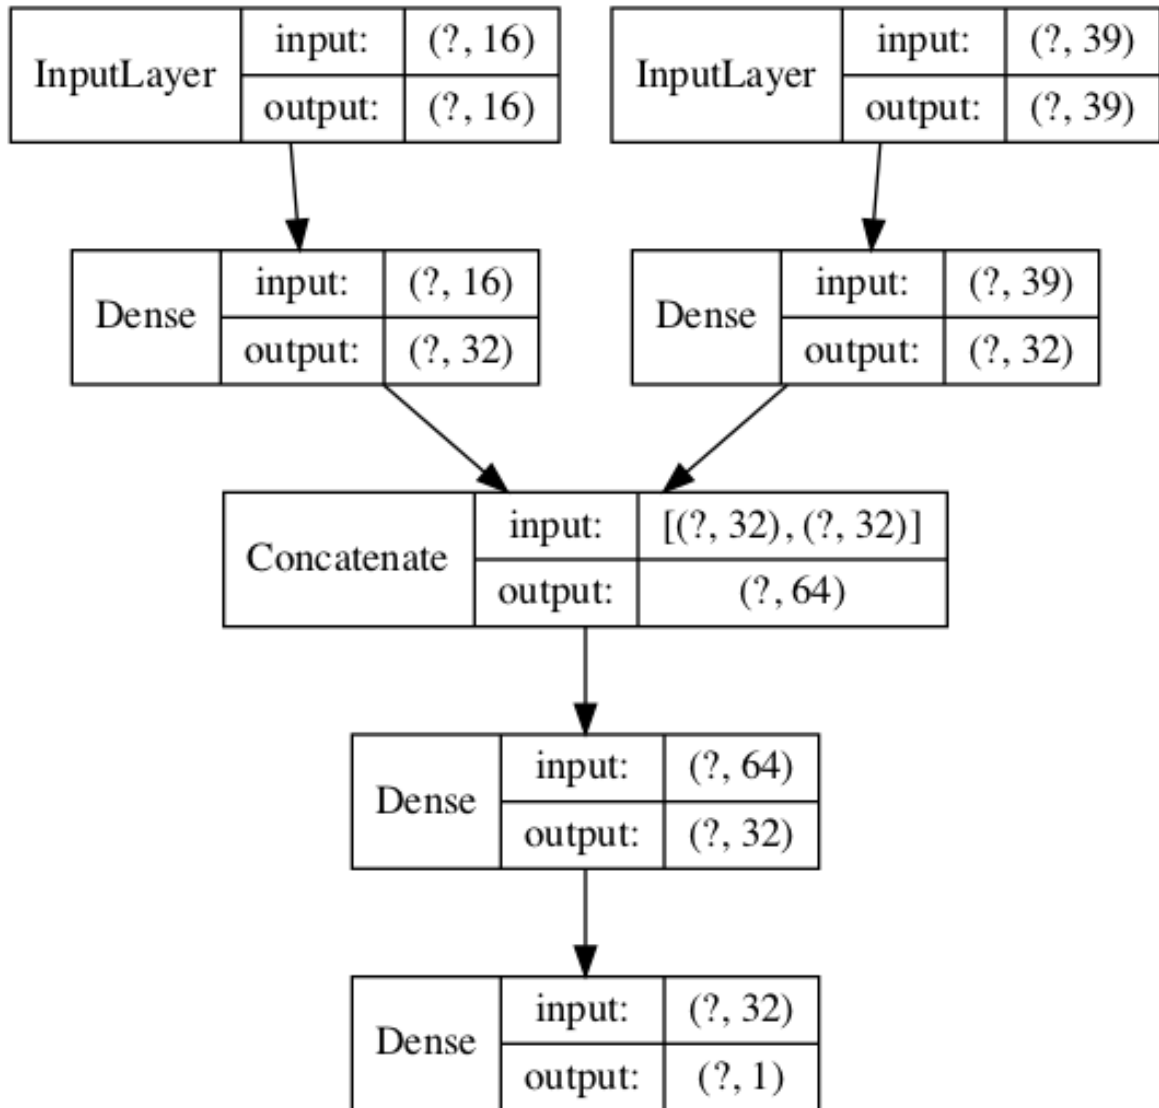 InputLayer
input: (?, 16)
output: (?, 16)
InputLayer
input: (?, 39)
output: (?, 39)
Dense
input: (?, 16)
output: (?, 32)
Dense
input: (?, 39)
output: (?, 32)
Concatenate
input: [(?, 32), (?, 32)]
output: (?, 64)
Dense
input: (?, 64)
output: (?, 32)
Dense
input: (?, 32)
output: (?, 1)